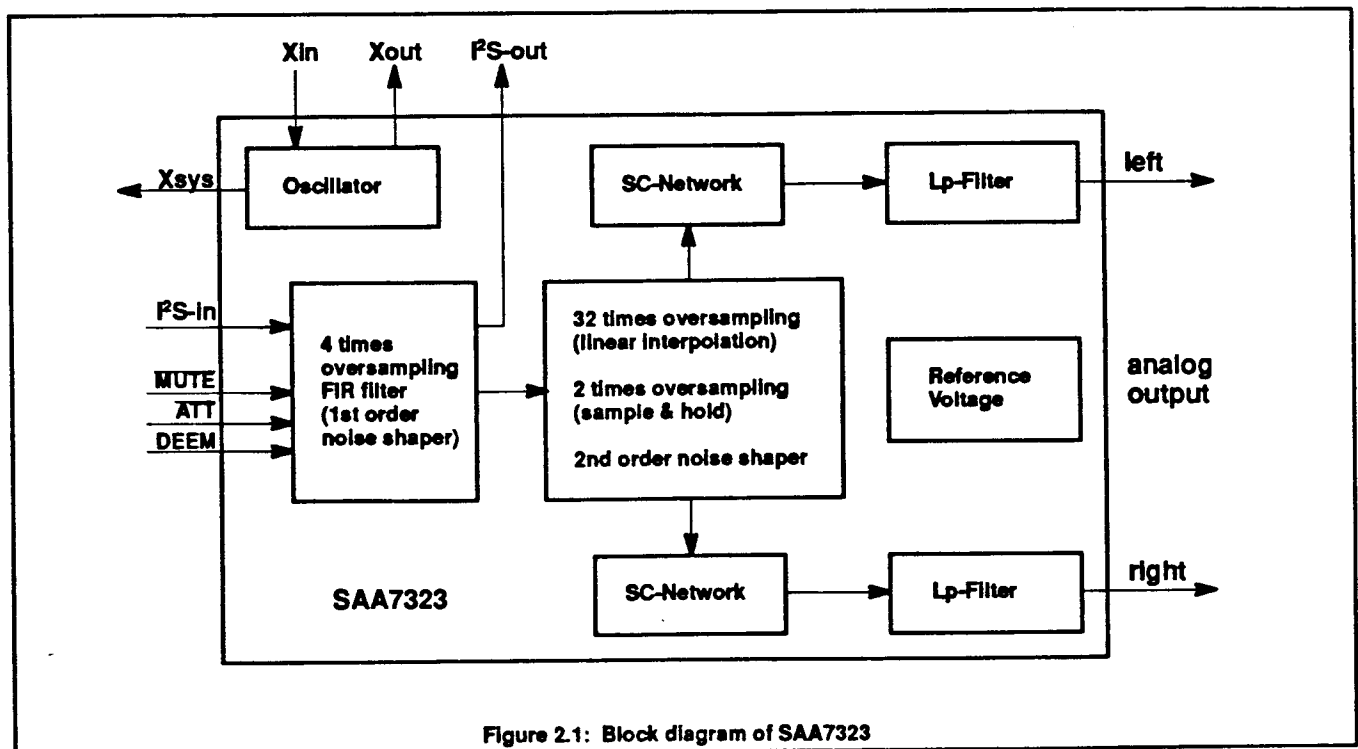 Xin
Xout
I²S-out
Xsys
Oscillator
SC-Network
Lp-Filter
left
I²S-in
MUTE
ATT
DEEM
4 times
oversampling
FIR filter
(1st order
noise shaper)
32 times oversampling
(linear interpolation)
2 times oversampling
(sample & hold)
2nd order noise shaper
Reference
Voltage
analog
output
SAA7323
SC-Network
Lp-Filter
right
Figure 2.1: Block diagram of SAA7323